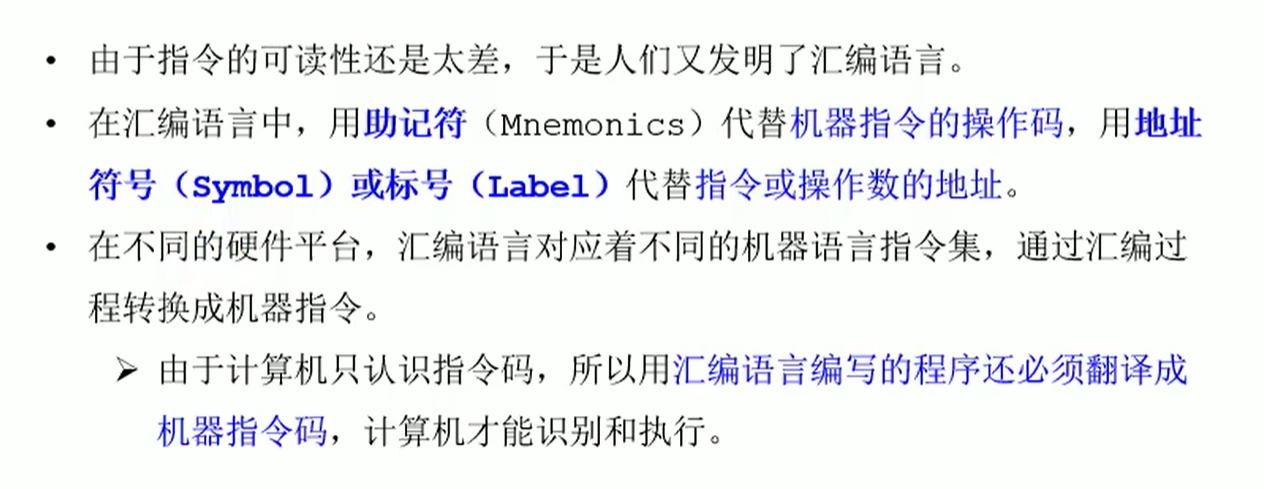 • 由于指令的可读性还是太差，于是人们又发明了汇编语言。
• 在汇编语言中，用助记符（Mnemonics）代替机器指令的操作码，用地址
符号（Symbol）或标号（Label）代替指令或操作数的地址。
• 在不同的硬件平台，汇编语言对应着不同的机器语言指令集，通过汇编过
程转换成机器指令。
➢ 由于计算机只认识指令码，所以用汇编语言编写的程序还必须翻译成
机器指令码，计算机才能识别和执行。